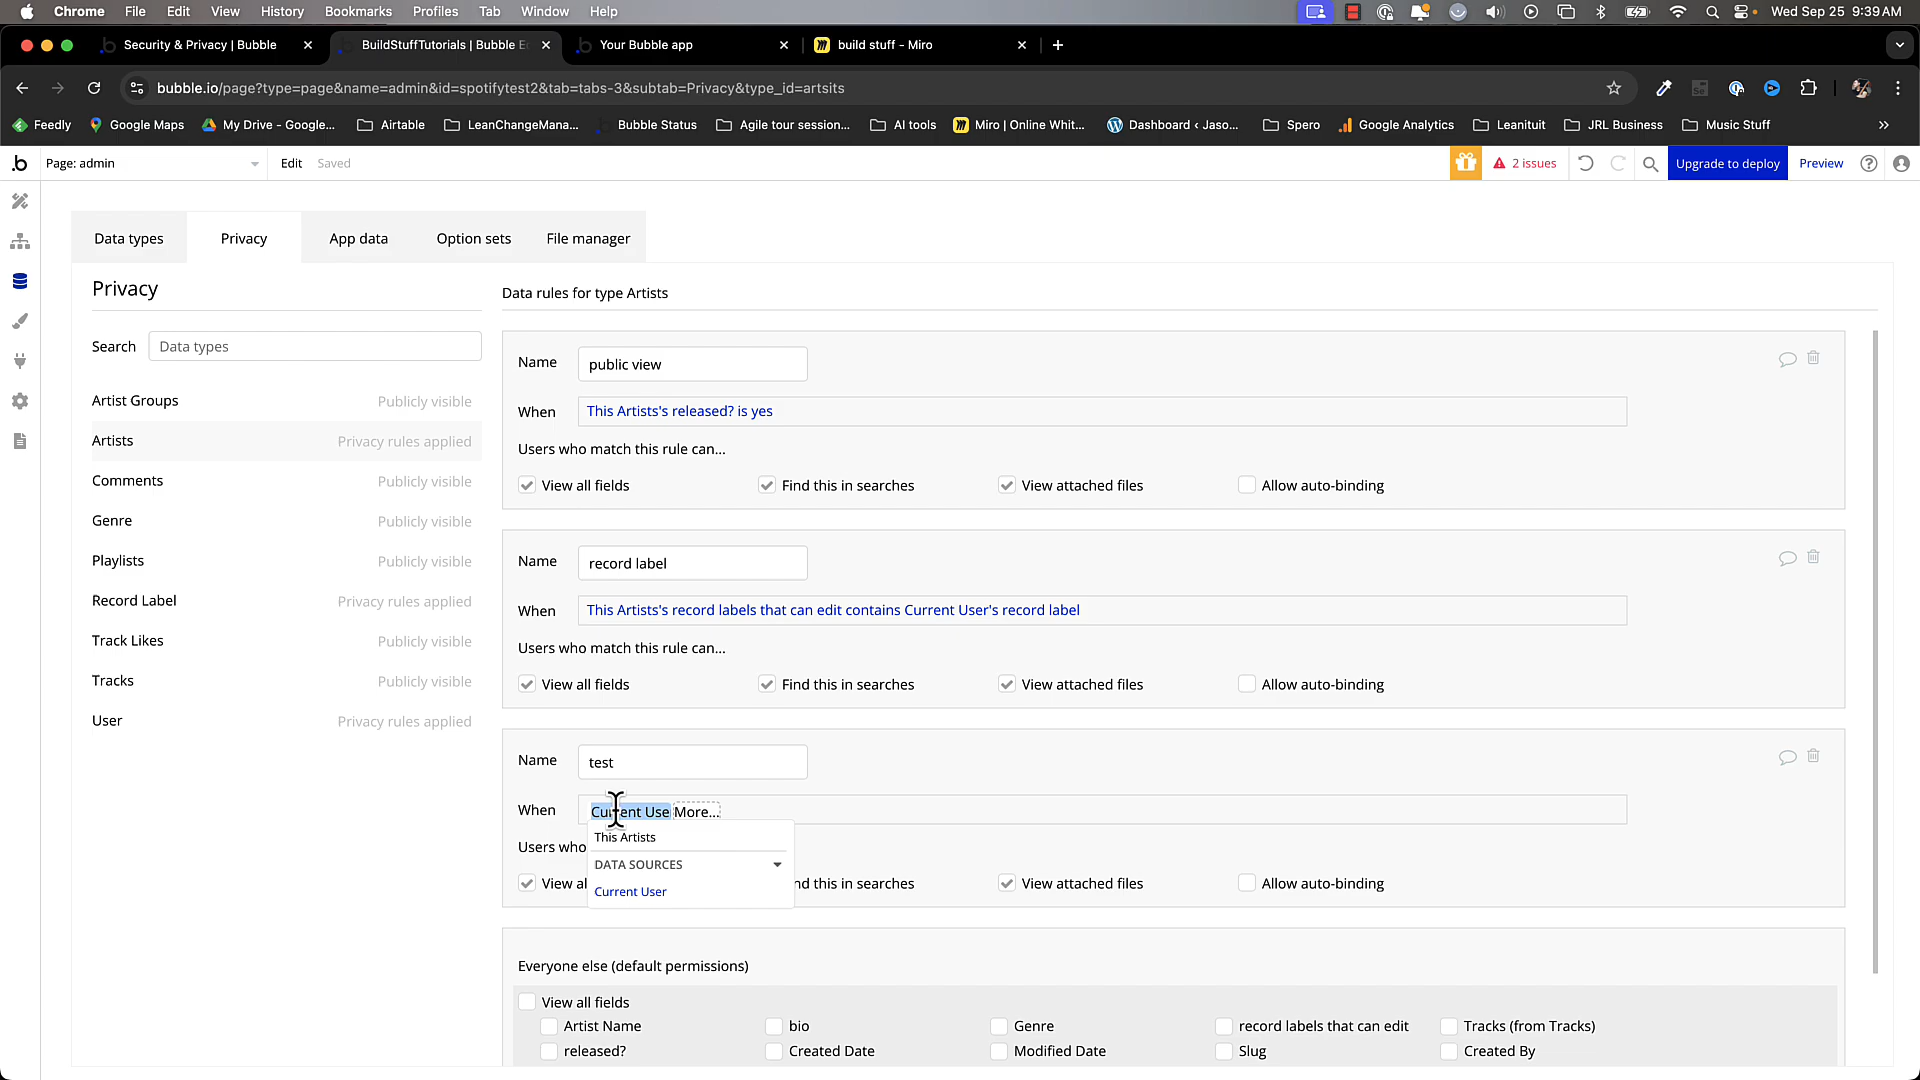 Chrome File Edit View History Bookmarks Profiles Tab Window Help Wed Sep 25 9:39 AM
Security & Privacy | Bubble BuildStuffTutorials | Bubble E Your Bubble app build stuff - Miro
bubble.io/page?type=page&name=admin&id=spotifytest2&tab=tabs-3&subtab=Privacy&type_id=artsits
Feedly Google Maps My Drive - Google... Airtable LeanChangeMana... Bubble Status Agile tour session... AI tools Miro | Online Whit... Dashboard ‹ Jaso... Spero Google Analytics Leanituit JRL Business Music Stuff »
.b Page: admin Edit Saved 2 issues Upgrade to deploy Preview
Data types Privacy App data Option sets File manager
Privacy
Search Data types
Artist Groups Publicly visible
Artists Privacy rules applied
Comments Publicly visible
Genre Publicly visible
Playlists Publicly visible
Record Label Privacy rules applied
Track Likes Publicly visible
Tracks Publicly visible
User Privacy rules applied
Data rules for type Artists
Name public view
When This Artists's released? is yes
Users who match this rule can...
View all fields Find this in searches View attached files Allow auto-binding
Name record label
When This Artists's record labels that can edit contains Current User's record label
Users who match this rule can...
View all fields Find this in searches View attached files Allow auto-binding
Name test
When Current Use More...
This Artists
Users who
DATA SOURCES
View al nd this in searches View attached files Allow auto-binding
Current User
Everyone else (default permissions)
View all fields
Artist Name bio Genre record labels that can edit Tracks (from Tracks)
released? Created Date Modified Date Slug Created By